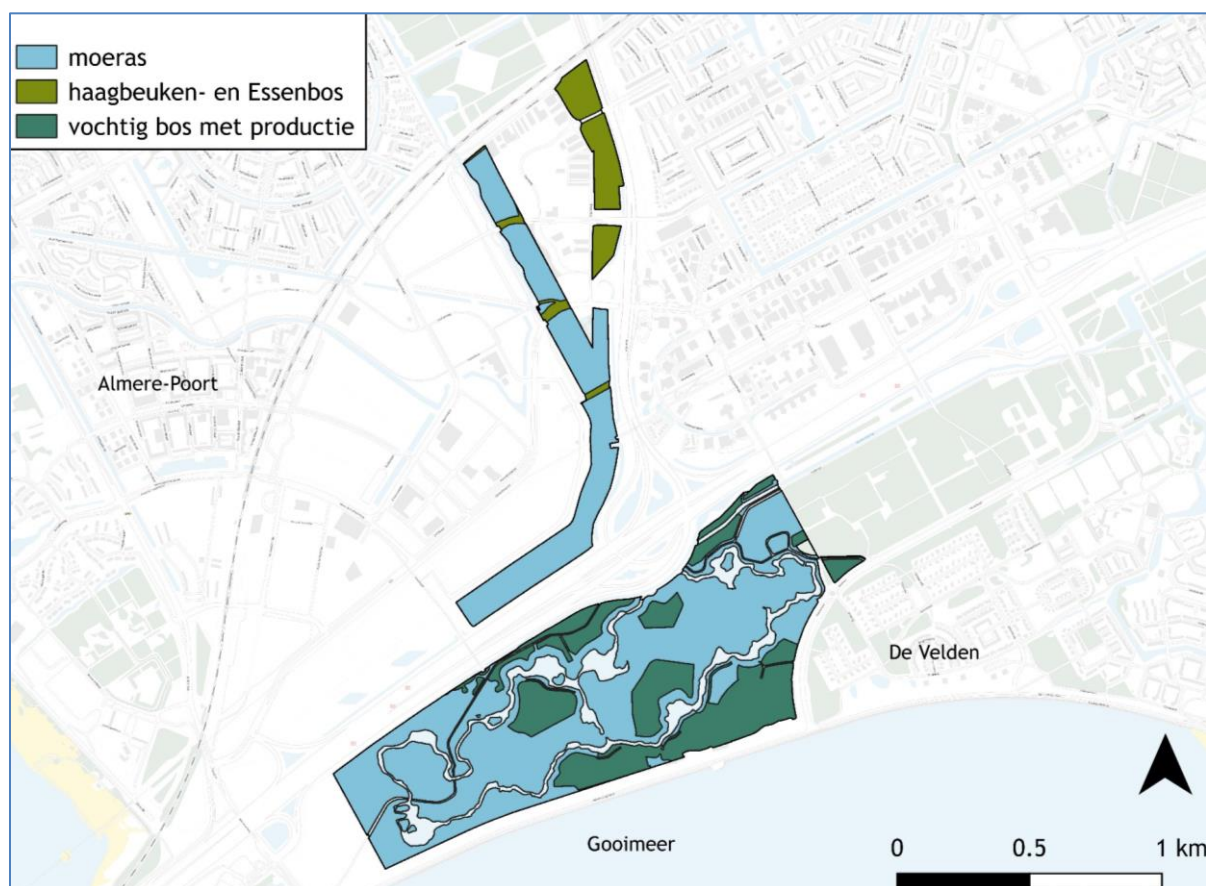 moeras
haagbeuken- en Essenbos
vochtig bos met productie
Almere-Poort
De Velden
Gooimeer
0 0.5 1 km